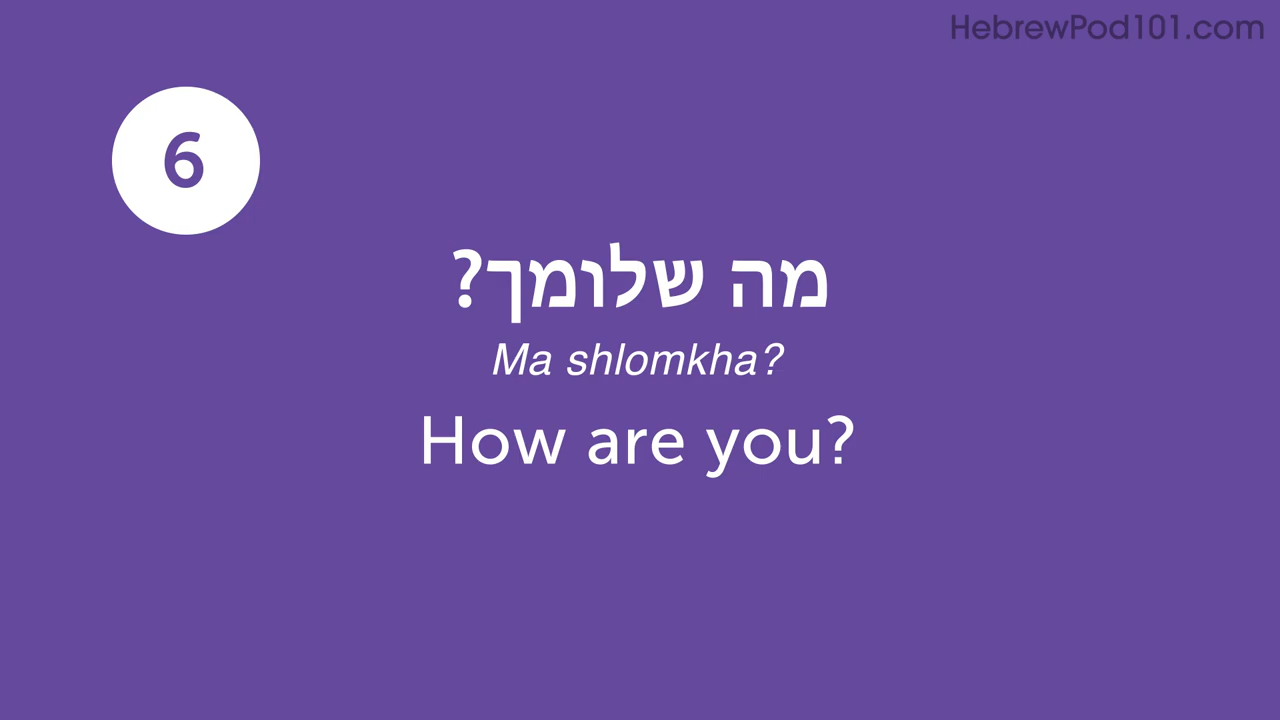 HebrewPod101.com
6
מה שלומך?
Ma shlomkha?
How are you?